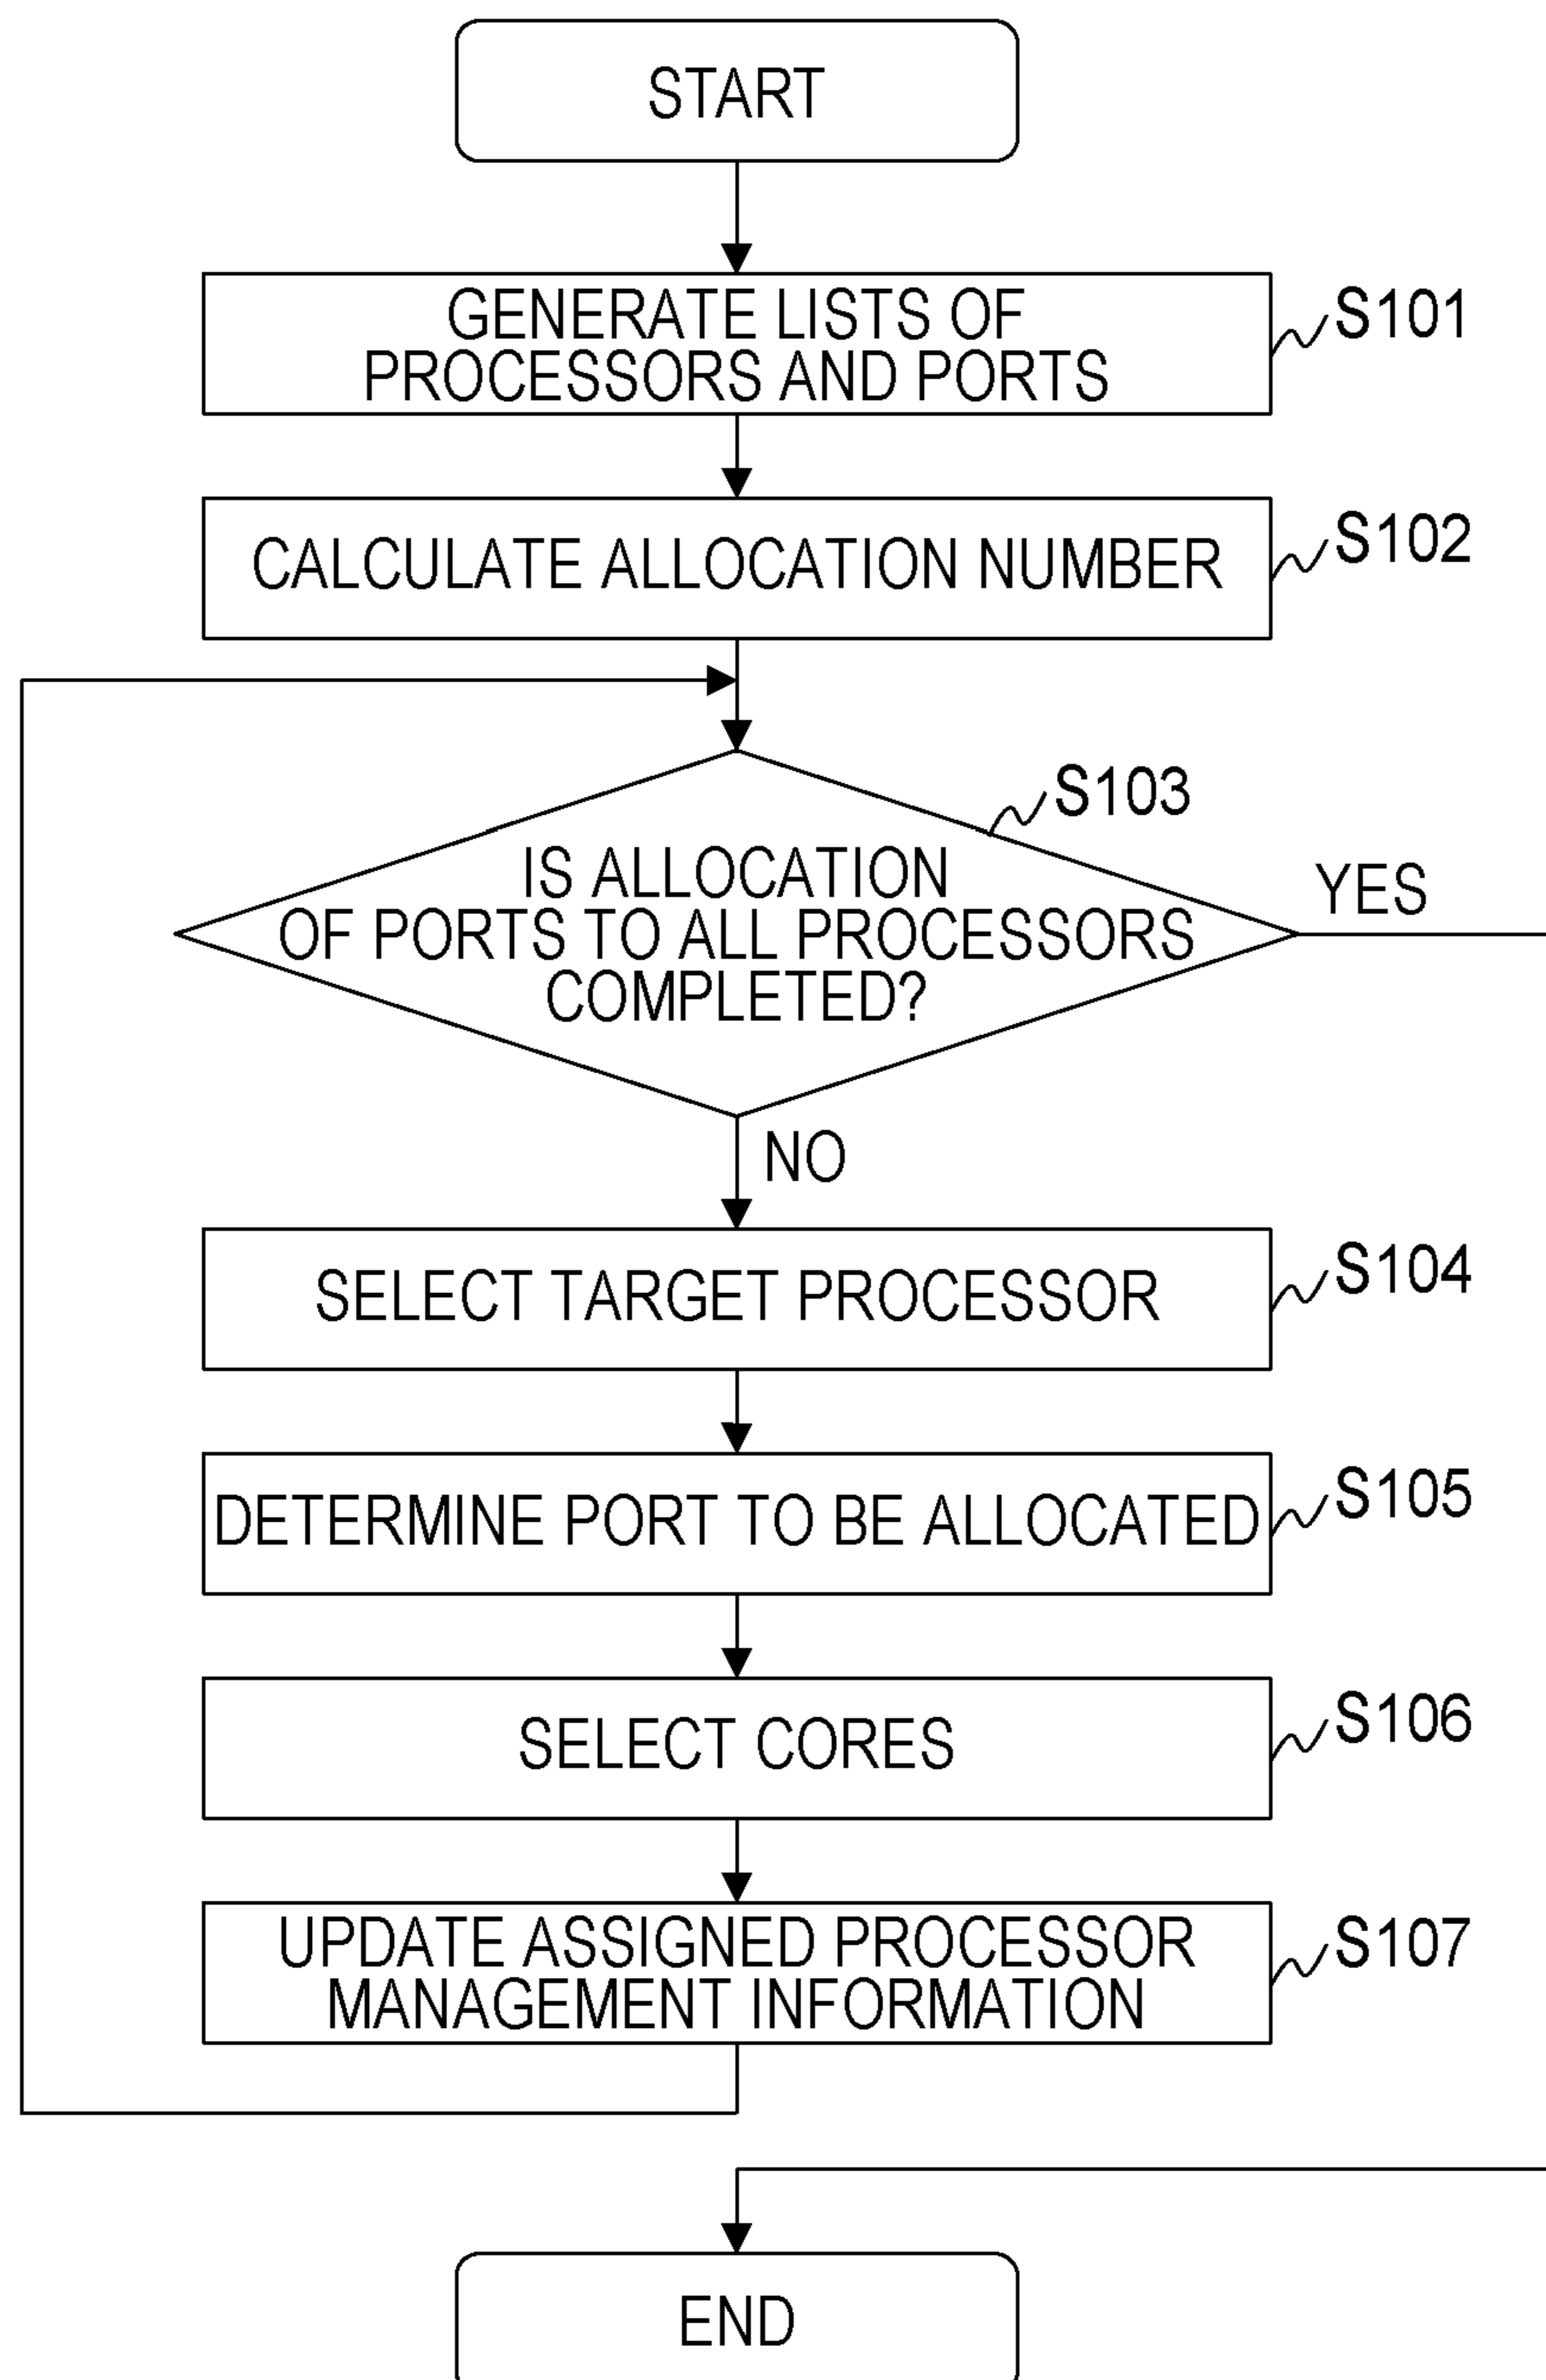 START
GENERATE LISTS OF
PROCESSORS AND PORTS
S101
CALCULATE ALLOCATION NUMBER
S102
S103
IS ALLOCATION
OF PORTS TO ALL PROCESSORS
COMPLETED?
YES
NO
SELECT TARGET PROCESSOR
S104
DETERMINE PORT TO BE ALLOCATED
S105
SELECT CORES
S106
UPDATE ASSIGNED PROCESSOR
MANAGEMENT INFORMATION
S107
END